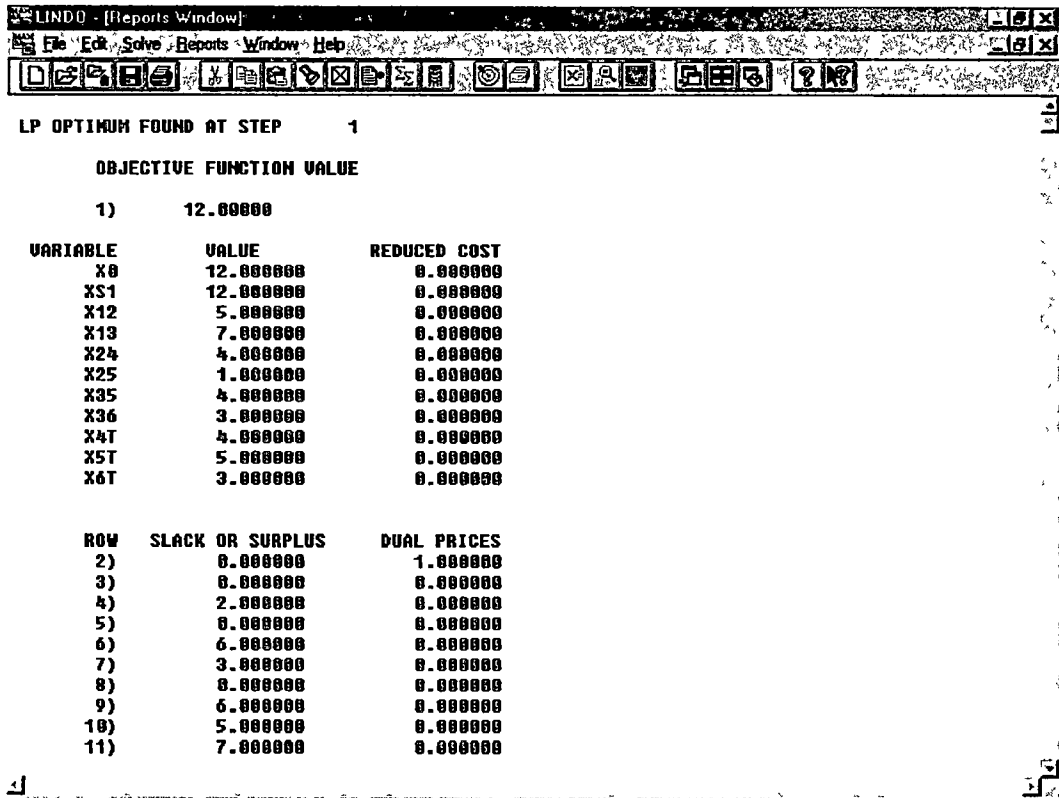 LINDO - [Reports Window]
File Edit Solve Reports Window Help
LP OPTIMUM FOUND AT STEP 1
OBJECTIVE FUNCTION VALUE
1) 12.00000
VARIABLE VALUE REDUCED COST
X0 12.000000 0.000000
XS1 12.000000 0.000000
X12 5.000000 0.000000
X13 7.000000 0.000000
X24 4.000000 0.000000
X25 1.000000 0.000000
X35 4.000000 0.000000
X36 3.000000 0.000000
X4T 4.000000 0.000000
X5T 5.000000 0.000000
X6T 3.000000 0.000000
ROW SLACK OR SURPLUS DUAL PRICES
2) 0.000000 1.000000
3) 0.000000 0.000000
4) 2.000000 0.000000
5) 0.000000 0.000000
6) 6.000000 0.000000
7) 3.000000 0.000000
8) 0.000000 0.000000
9) 6.000000 0.000000
10) 5.000000 0.000000
11) 7.000000 0.000000